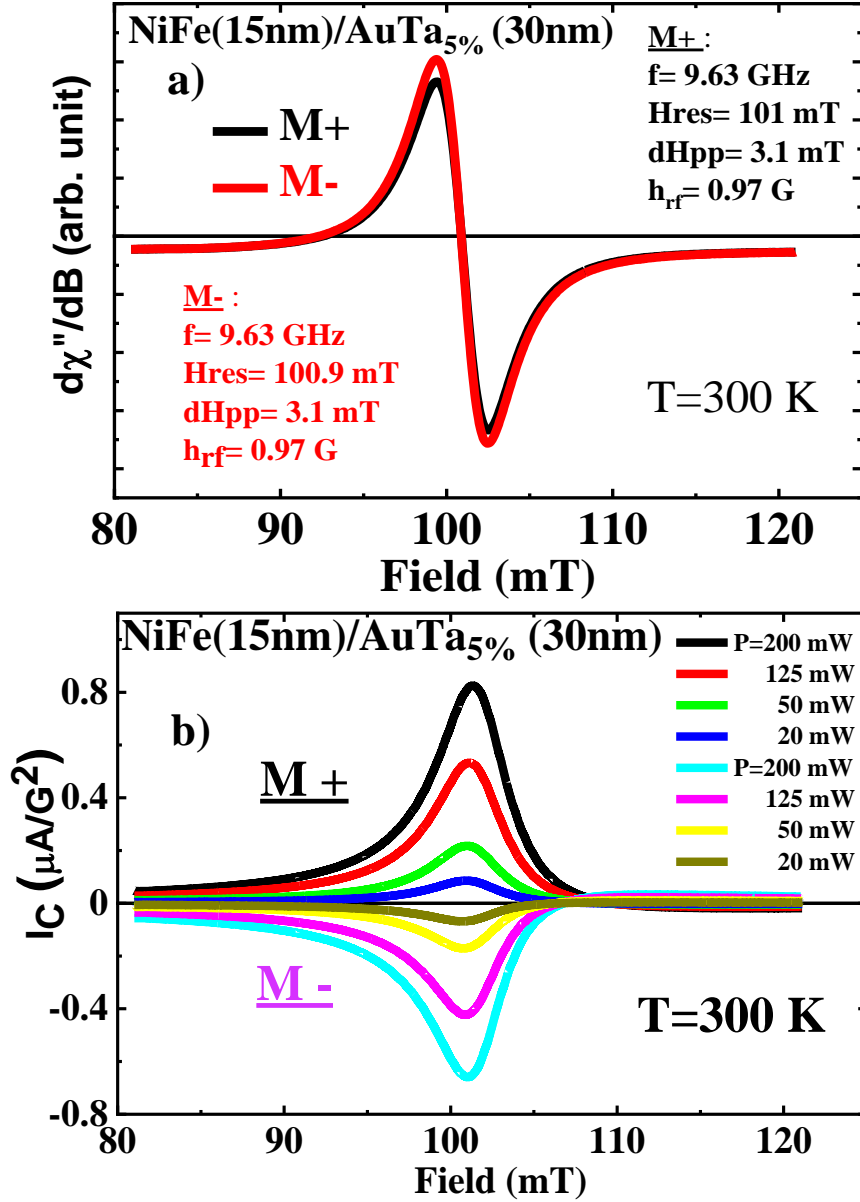 NiFe(15nm)/AuTa5% (30nm)
a)
M+
M-
M+ :
f= 9.63 GHz
Hres= 101 mT
dHpp= 3.1 mT
hrf= 0.97 G
M- :
f= 9.63 GHz
Hres= 100.9 mT
dHpp= 3.1 mT
hrf= 0.97 G
T=300 K
dχ"/dB (arb. unit)
80 90 100 110 120
Field (mT)
NiFe(15nm)/AuTa5% (30nm)
b)
P=200 mW
125 mW
50 mW
20 mW
P=200 mW
125 mW
50 mW
20 mW
M +
M -
T=300 K
IC (μA/G2)
0.8
0.4
0
-0.4
-0.8
80 90 100 110 120
Field (mT)